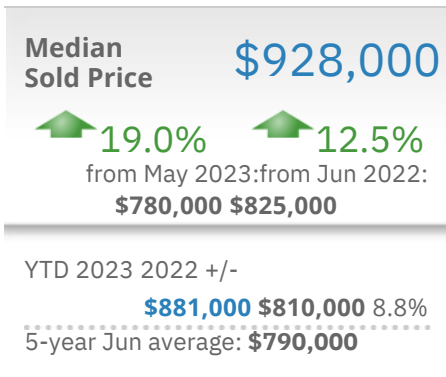 Median
Sold Price
$928,000
19.0% 12.5%
from May 2023:from Jun 2022:
$780,000 $825,000
YTD 2023 2022 +/-
$881,000 $810,000 8.8%
5-year Jun average: $790,000